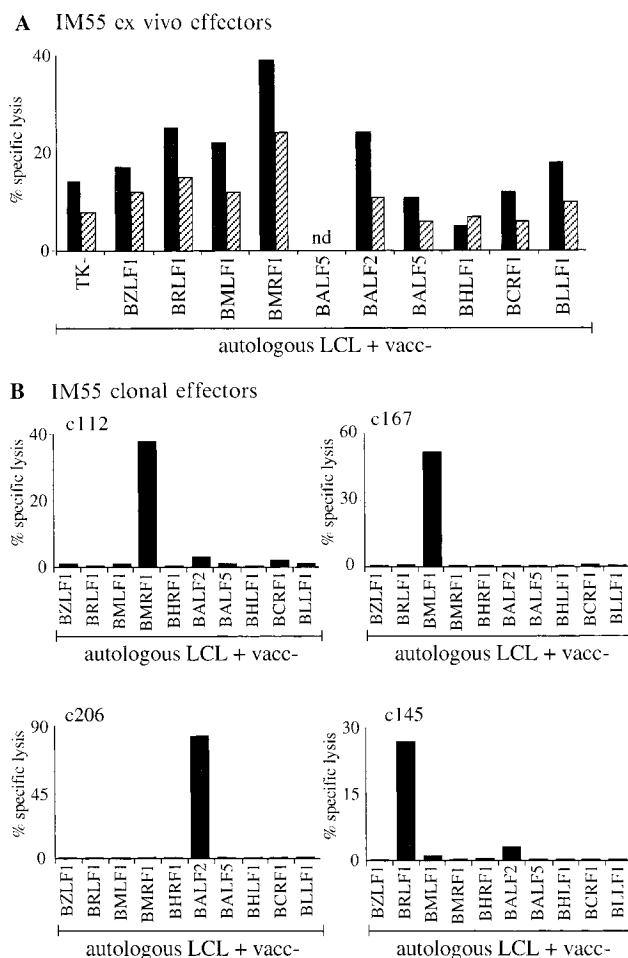 A IM55 ex vivo effectors
% specific lysis
40
20
0
nd
TK- BZLF1 BRLF1 BMLF1 BMRF1 BALF5 BALF2 BALF5 BHLF1 BCRF1 BLLF1
autologous LCL + vacc-
B IM55 clonal effectors
c112
% specific lysis
40
20
0
BZLF1 BRLF1 BMLF1 BMRF1 BHRF1 BALF2 BALF5 BHLF1 BCRF1 BLLF1
autologous LCL + vacc-
c167
% specific lysis
60
30
0
BZLF1 BRLF1 BMLF1 BMRF1 BHRF1 BALF2 BALF5 BHLF1 BCRF1 BLLF1
autologous LCL + vacc-
c206
% specific lysis
90
45
0
BZLF1 BRLF1 BMLF1 BMRF1 BHRF1 BALF2 BALF5 BHLF1 BCRF1 BLLF1
autologous LCL + vacc-
c145
% specific lysis
30
15
0
BZLF1 BRLF1 BMLF1 BMRF1 BHRF1 BALF2 BALF5 BHLF1 BCRF1 BLLF1
autologous LCL + vacc-